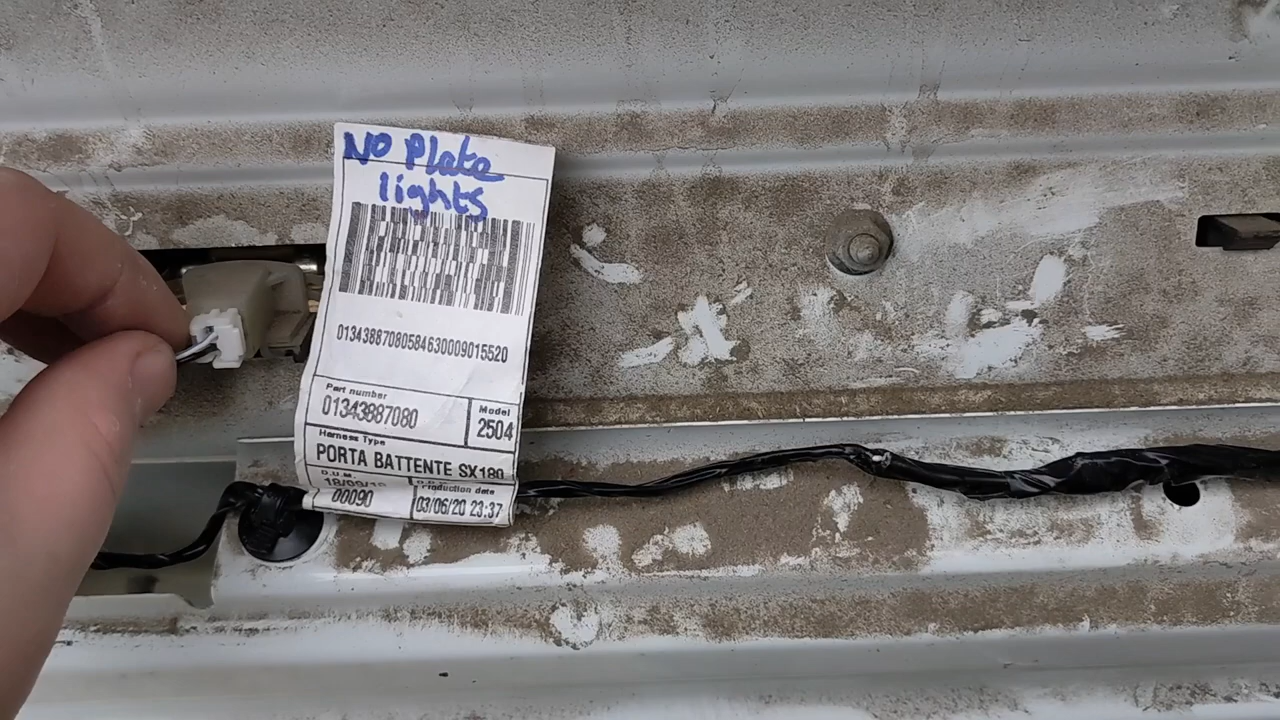 No Plate
lights
01343887080584630009015520
Part number
01343887080
Model
2504
Harness Type
PORTA BATTENTE SX180
D.U.M
00090
Production date
03/06/20 23:37